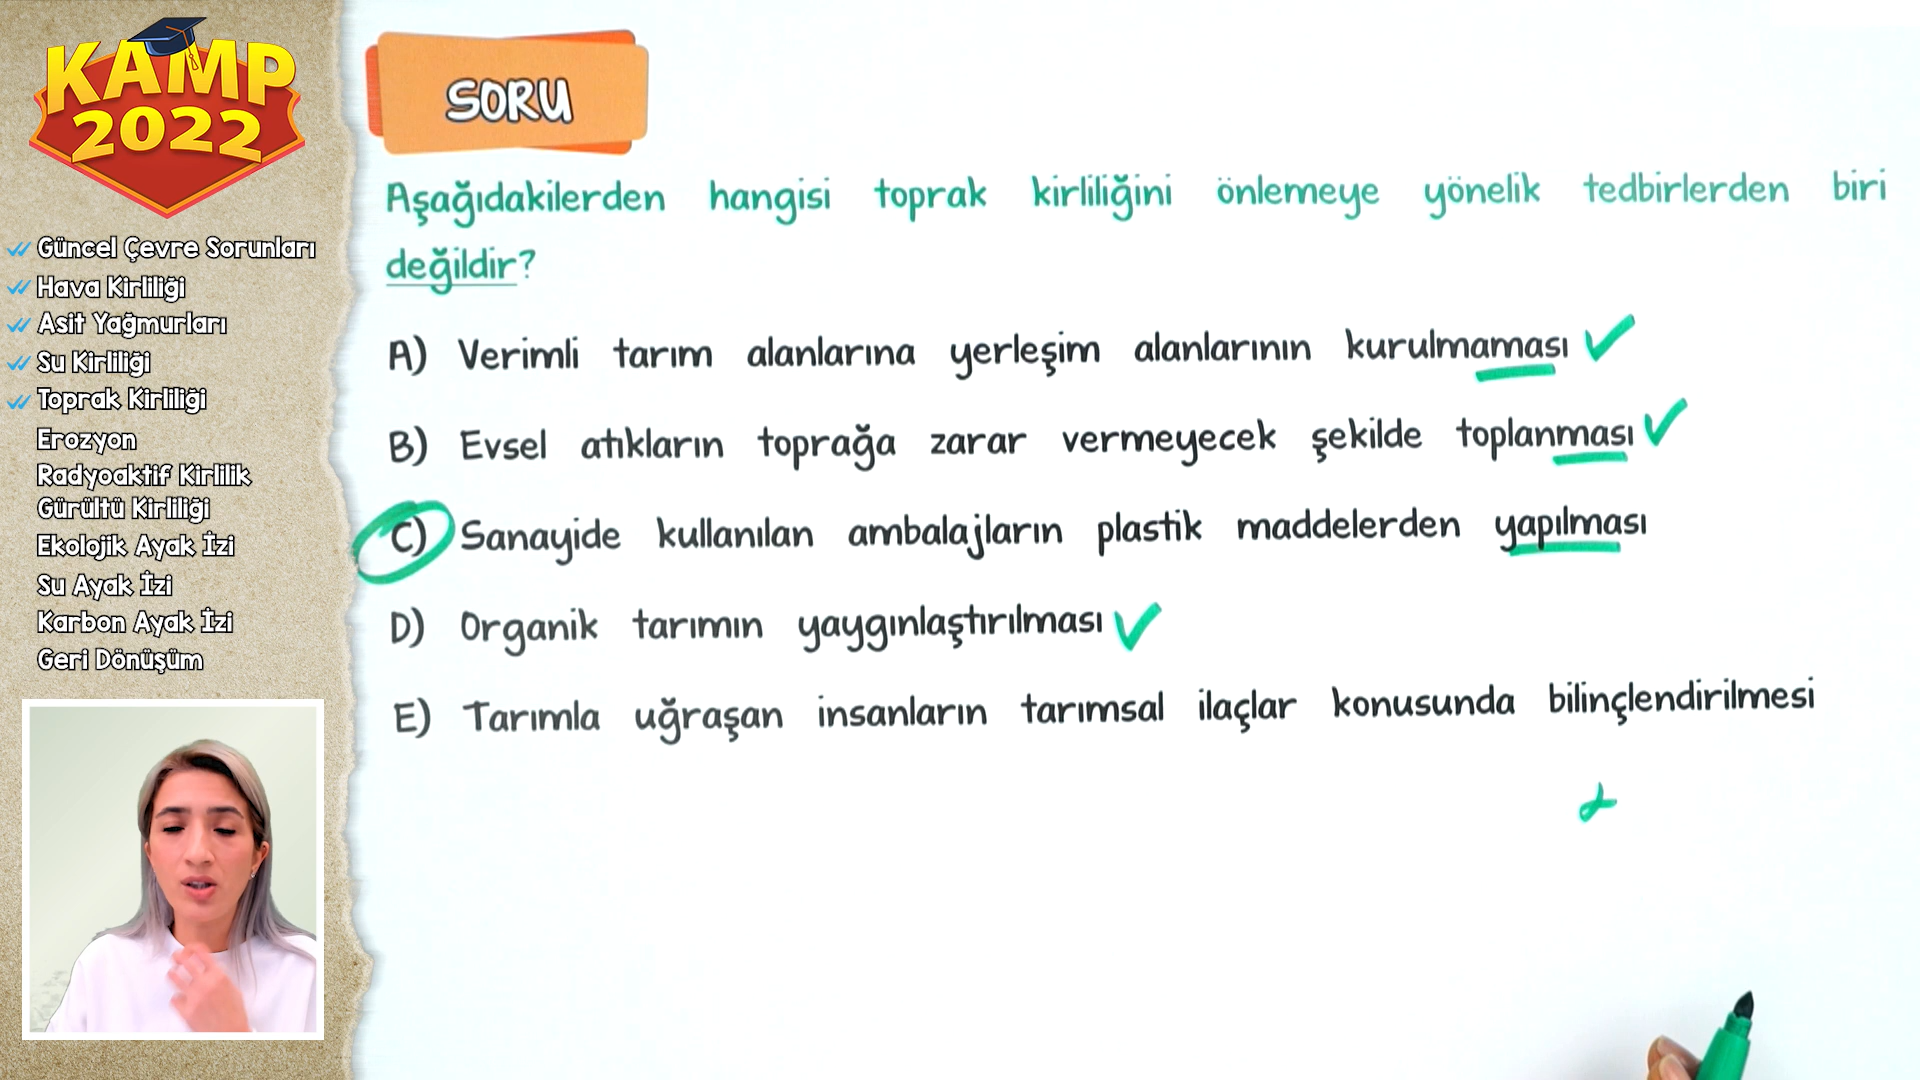 KAMP
2022
Güncel Çevre Sorunları
Hava Kirliliği
Asit Yağmurları
Su Kirliliği
Toprak Kirliliği
Erozyon
Radyoaktif Kirlilik
Gürültü Kirliliği
Ekolojik Ayak İzi
Su Ayak İzi
Karbon Ayak İzi
Geri Dönüşüm
SORU
Aşağıdakilerden hangisi toprak kirliliğini önlemeye yönelik tedbirlerden biri
değildir?
A) Verimli tarım alanlarına yerleşim alanlarının kurulmaması
B) Evsel atıkların toprağa zarar vermeyecek şekilde toplanması
C) Sanayide kullanılan ambalajların plastik maddelerden yapılması
D) Organik tarımın yaygınlaştırılması
E) Tarımla uğraşan insanların tarımsal ilaçlar konusunda bilinçlendirilmesi